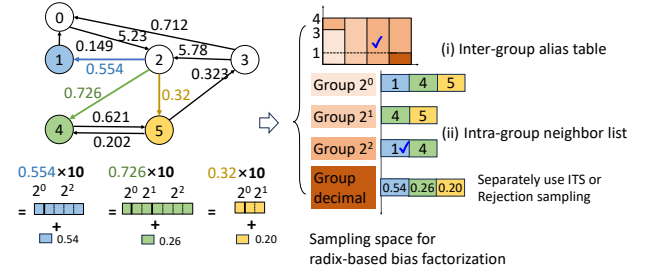 0
0.712
5.23
0.149
5.78
1
2
3
0.554
0.726
0.32
0.323
0.621
4
5
0.202
0.554×10
0.726×10
0.32×10
2⁰ 2²
2⁰ 2¹ 2²
2⁰ 2¹
=
=
=
+
+
+
0.54
0.26
0.20
4
3
1
✓
(i) Inter-group alias table
Group 2⁰
1 4 5
Group 2¹
4 5
(ii) Intra-group neighbor list
Group 2²
1✓ 4
Group
decimal
0.54 0.26 0.20
Separately use ITS or
Rejection sampling
Sampling space for
radix-based bias factorization